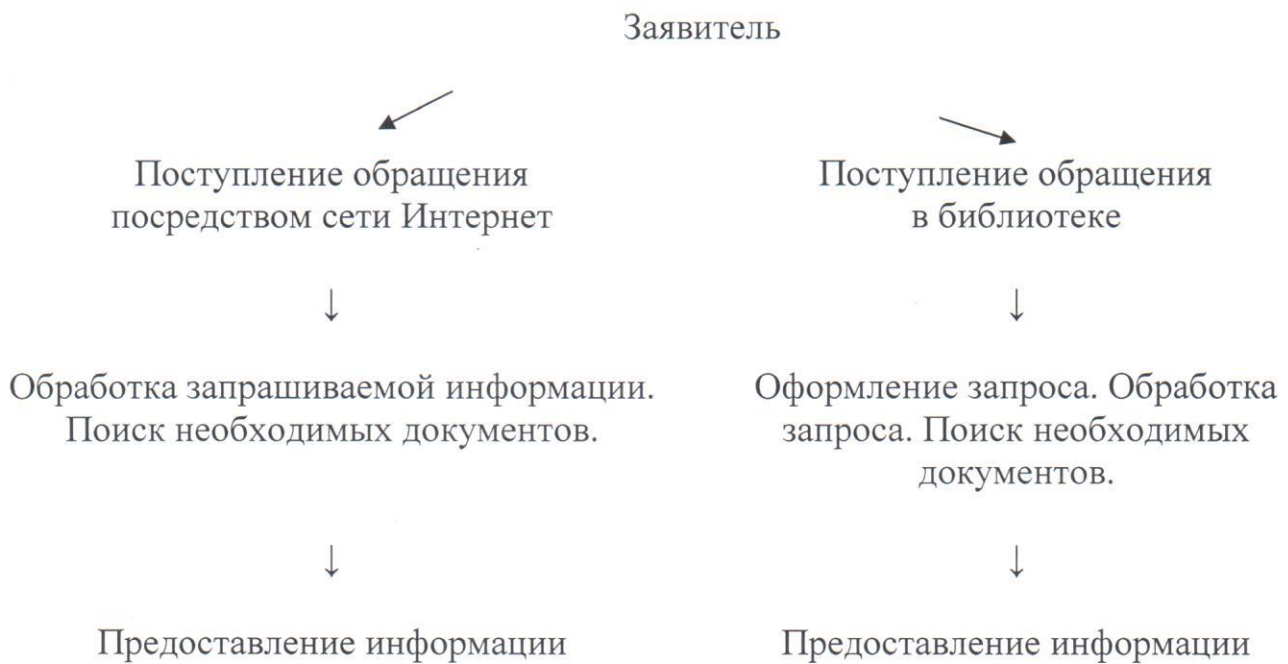 Заявитель
Поступление обращения
посредством сети Интернет
Поступление обращения
в библиотеке
↓
↓
Обработка запрашиваемой информации.
Поиск необходимых документов.
Оформление запроса. Обработка
запроса. Поиск необходимых
документов.
↓
↓
Предоставление информации
Предоставление информации